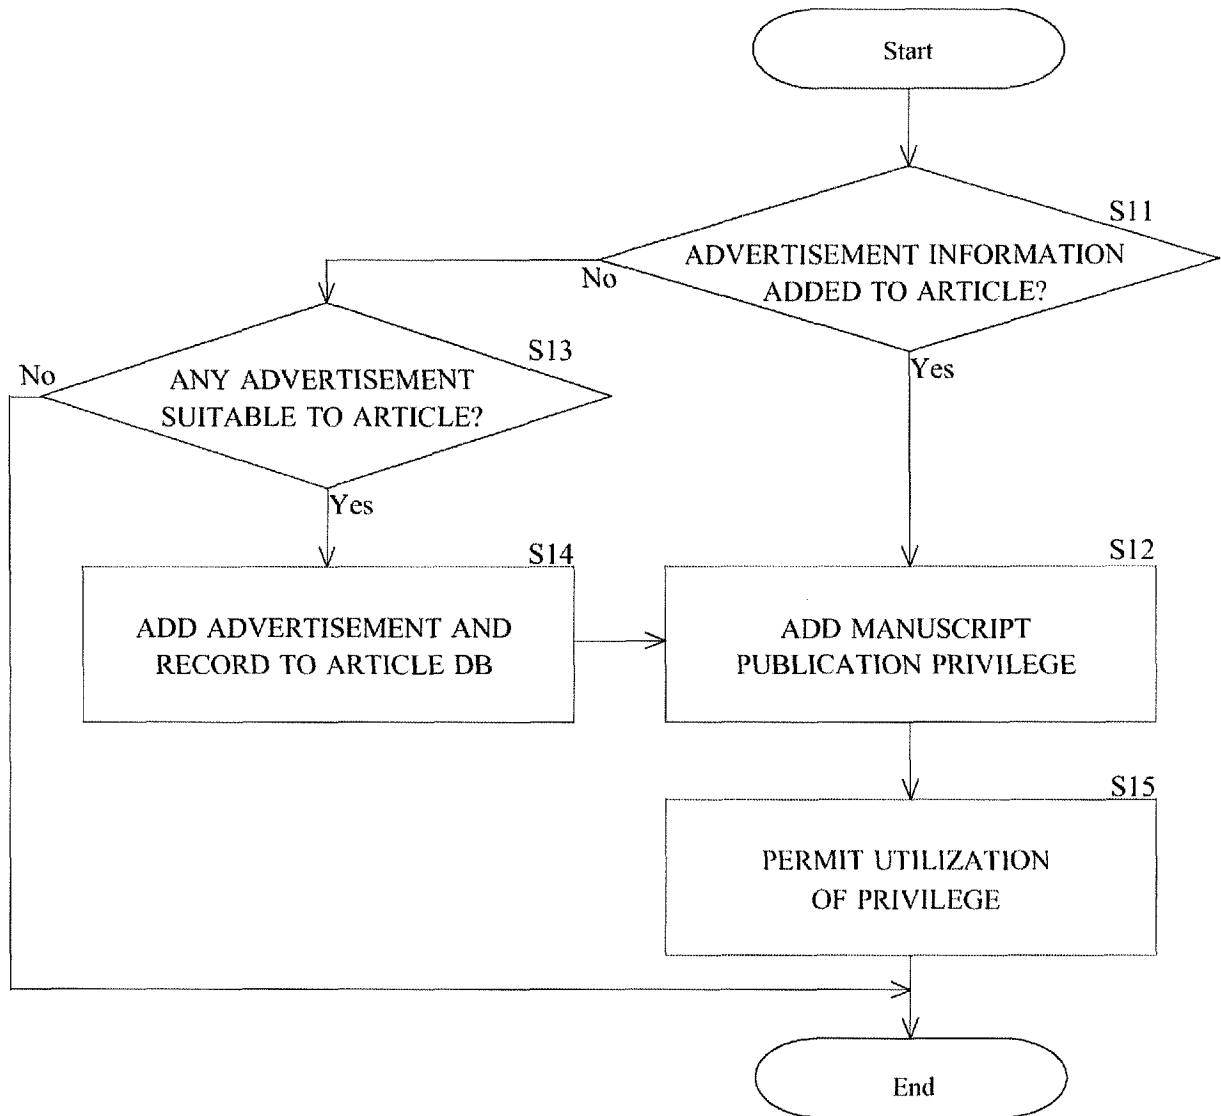 Start
S11
ADVERTISEMENT INFORMATION
ADDED TO ARTICLE?
No
Yes
S13
No
ANY ADVERTISEMENT
SUITABLE TO ARTICLE?
Yes
S14
ADD ADVERTISEMENT AND
RECORD TO ARTICLE DB
S12
ADD MANUSCRIPT
PUBLICATION PRIVILEGE
S15
PERMIT UTILIZATION
OF PRIVILEGE
End